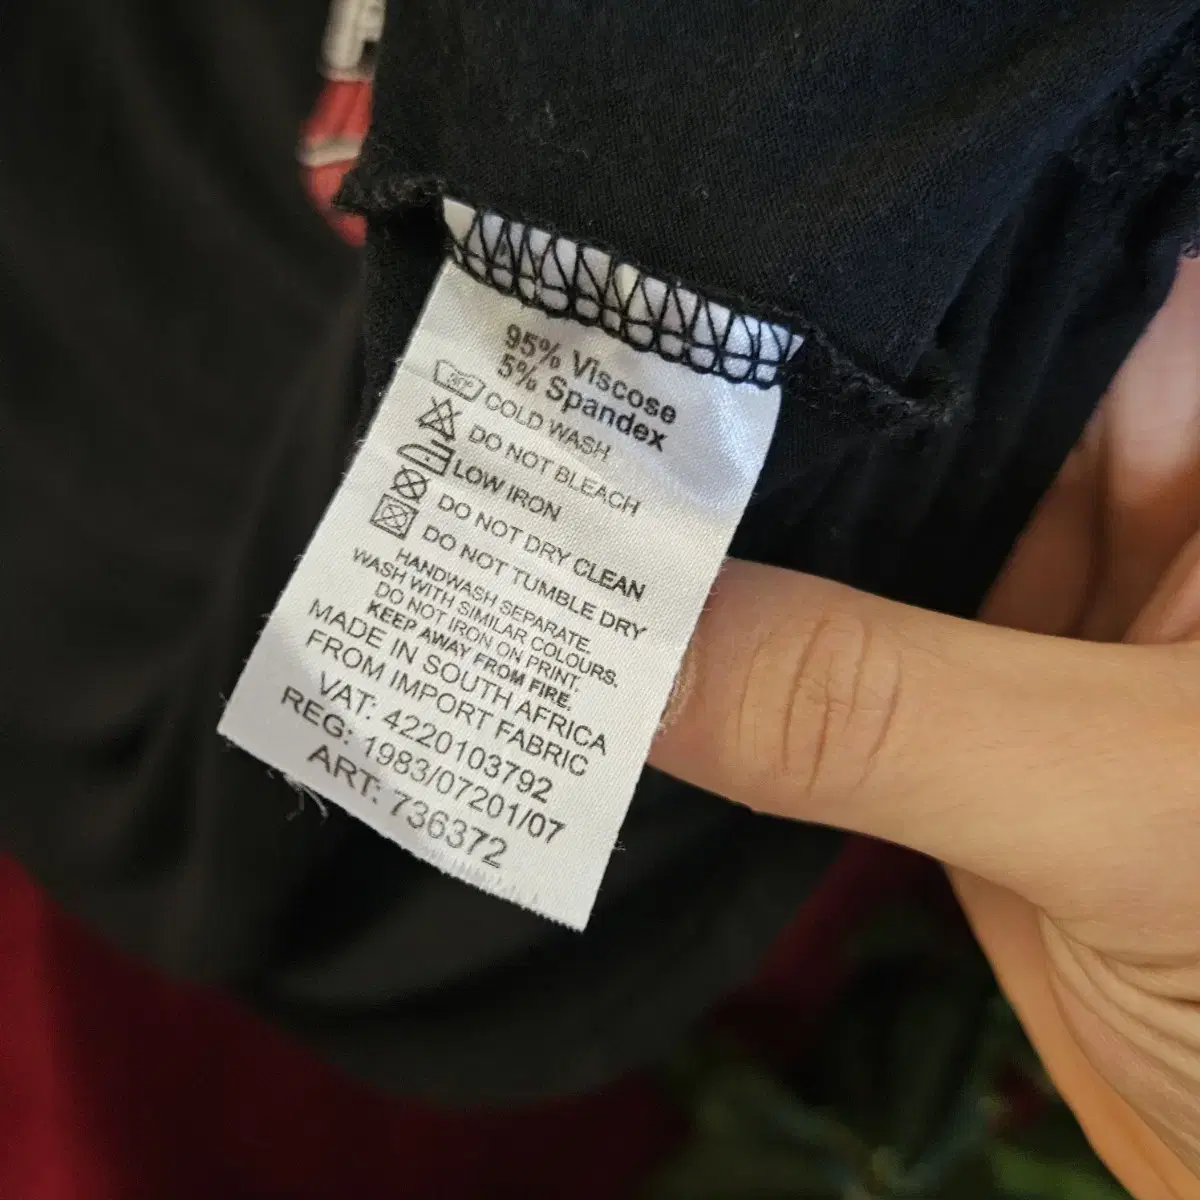 95% Viscose
5% Spandex
COLD WASH
DO NOT BLEACH
LOW IRON
DO NOT DRY CLEAN
DO NOT TUMBLE DRY
HANDWASH SEPARATE.
WASH WITH SIMILAR COLOURS.
DO NOT IRON ON PRINT.
KEEP AWAY FROM FIRE.
MADE IN SOUTH AFRICA
FROM IMPORT FABRIC
VAT: 4220103792
REG: 1983/07201/07
ART: 736372